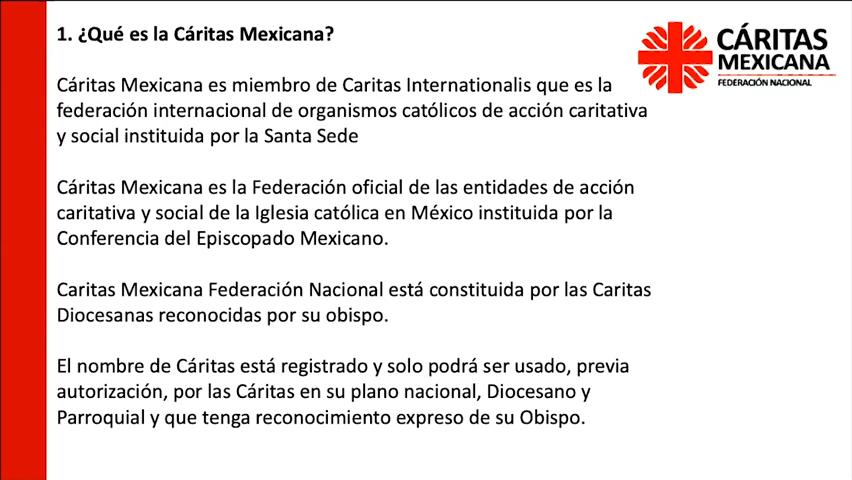 1. ¿Qué es la Cáritas Mexicana?
CÁRITAS
MEXICANA
FEDERACIÓN NACIONAL
Cáritas Mexicana es miembro de Caritas Internationalis que es la
federación internacional de organismos católicos de acción caritativa
y social instituida por la Santa Sede
Cáritas Mexicana es la Federación oficial de las entidades de acción
caritativa y social de la Iglesia católica en México instituida por la
Conferencia del Episcopado Mexicano.
Caritas Mexicana Federación Nacional está constituida por las Caritas
Diocesanas reconocidas por su obispo.
El nombre de Cáritas está registrado y solo podrá ser usado, previa
autorización, por las Cáritas en su plano nacional, Diocesano y
Parroquial y que tenga reconocimiento expreso de su Obispo.